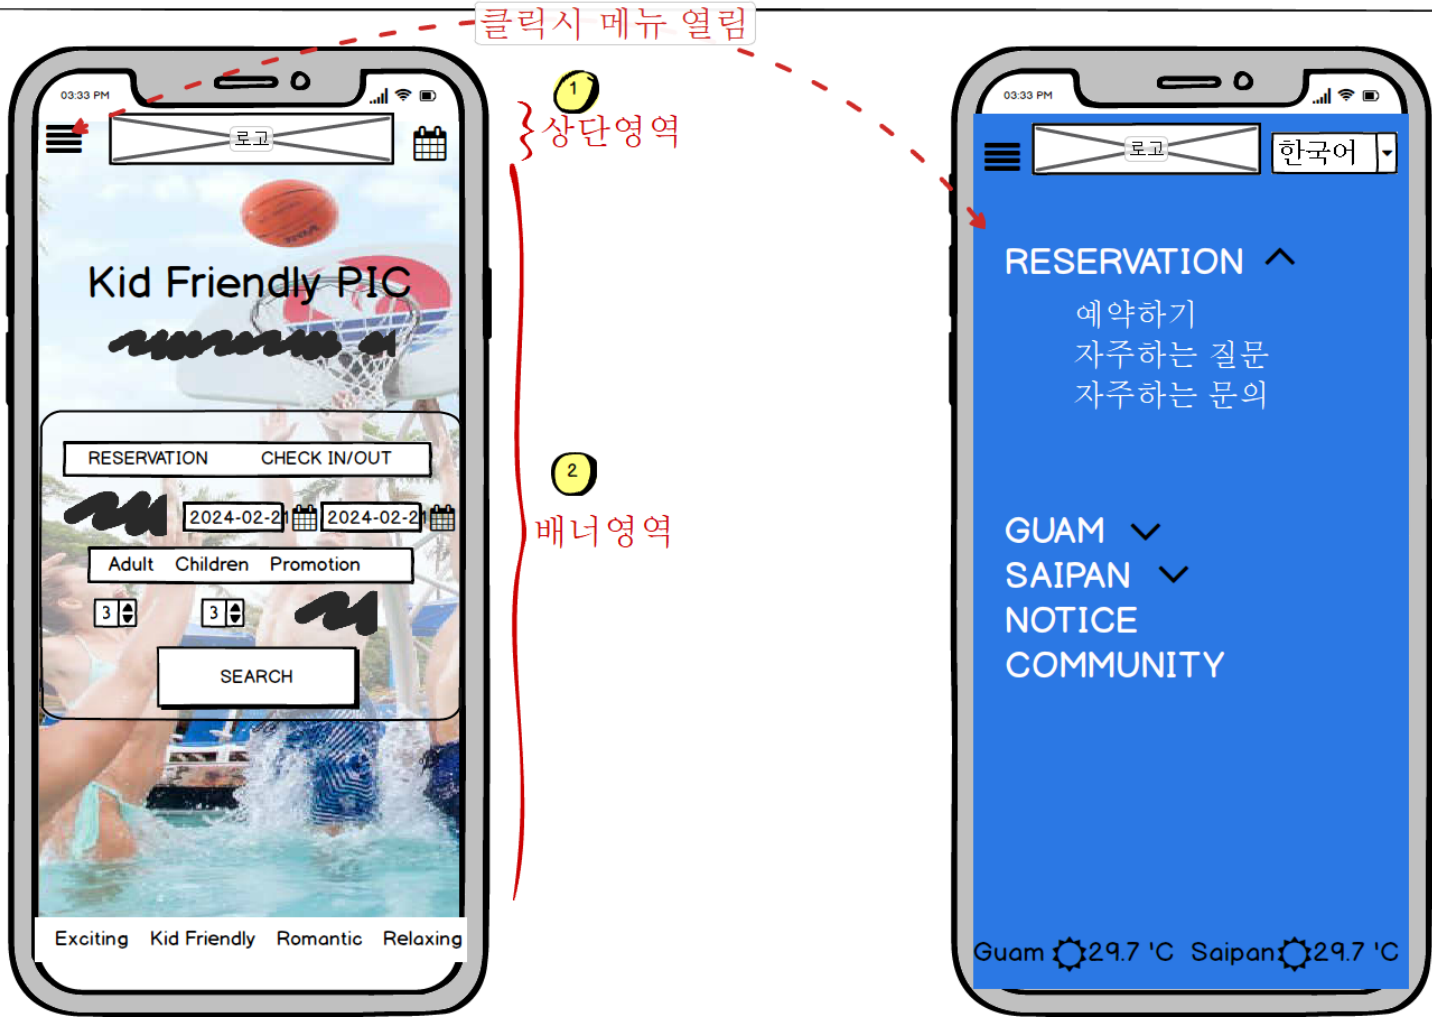 클릭시 메뉴 열림
03:33 PM
로고
1
상단영역
Kid Friendly PIC
RESERVATION CHECK IN/OUT
2024-02-21 2024-02-21
Adult Children Promotion
3 3
SEARCH
2
배너영역
Exciting Kid Friendly Romantic Relaxing
03:33 PM
로고 한국어
RESERVATION
예약하기
자주하는 질문
자주하는 문의
GUAM
SAIPAN
NOTICE
COMMUNITY
Guam 29.7 'C Saipan 29.7 'C